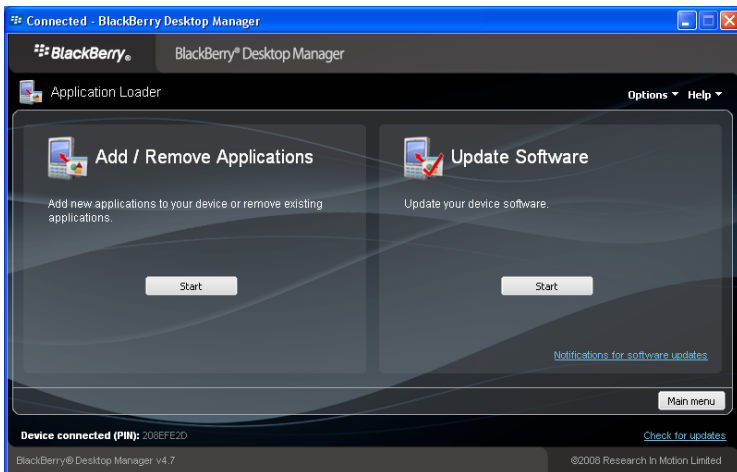 Connected - BlackBerry Desktop Manager
BlackBerry®
BlackBerry® Desktop Manager
Application Loader
Options
Help
Add / Remove Applications
Add new applications to your device or remove existing
applications.
Start
Update Software
Update your device software.
Start
Notifications for software updates
Main menu
Device connected (PIN): 208EFE2D
Check for updates
BlackBerry® Desktop Manager v4.7
©2008 Research In Motion Limited